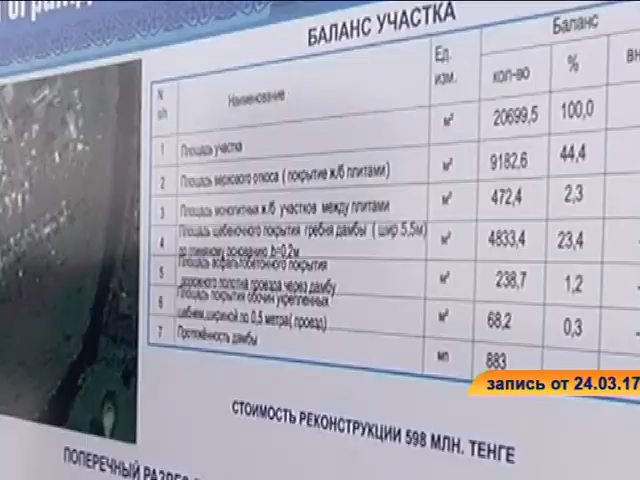 БАЛАНС УЧАСТКА
N п/п Наименование Ед. изм. Баланс кол-во %
1 Площадь участка м² 20699,5 100,0
2 Площадь верхового откоса ( покрытие ж/б плитами) м² 9182,6 44,4
3 Площадь монолитных ж/б участков между плитами м² 472,4 2,3
4 Площадь щебеночного покрытия гребня дамбы ( шир 5,5м) по глиняному основанию ,h=0,2м м² 4833,4 23,4
5 Площадь асфальтобетонного покрытия дорожного полотна проезда через дамбу м² 238,7 1,2
6 Площадь покрытия обочин укрепленных щебнем,шириной по 0,5 метра( проезд) м² 68,2 0,3
7 Протяжённость дамбы мп 883
запись от 24.03.17
СТОИМОСТЬ РЕКОНСТРУКЦИИ 598 МЛН. ТЕНГЕ
ПОПЕРЕЧНЫЙ